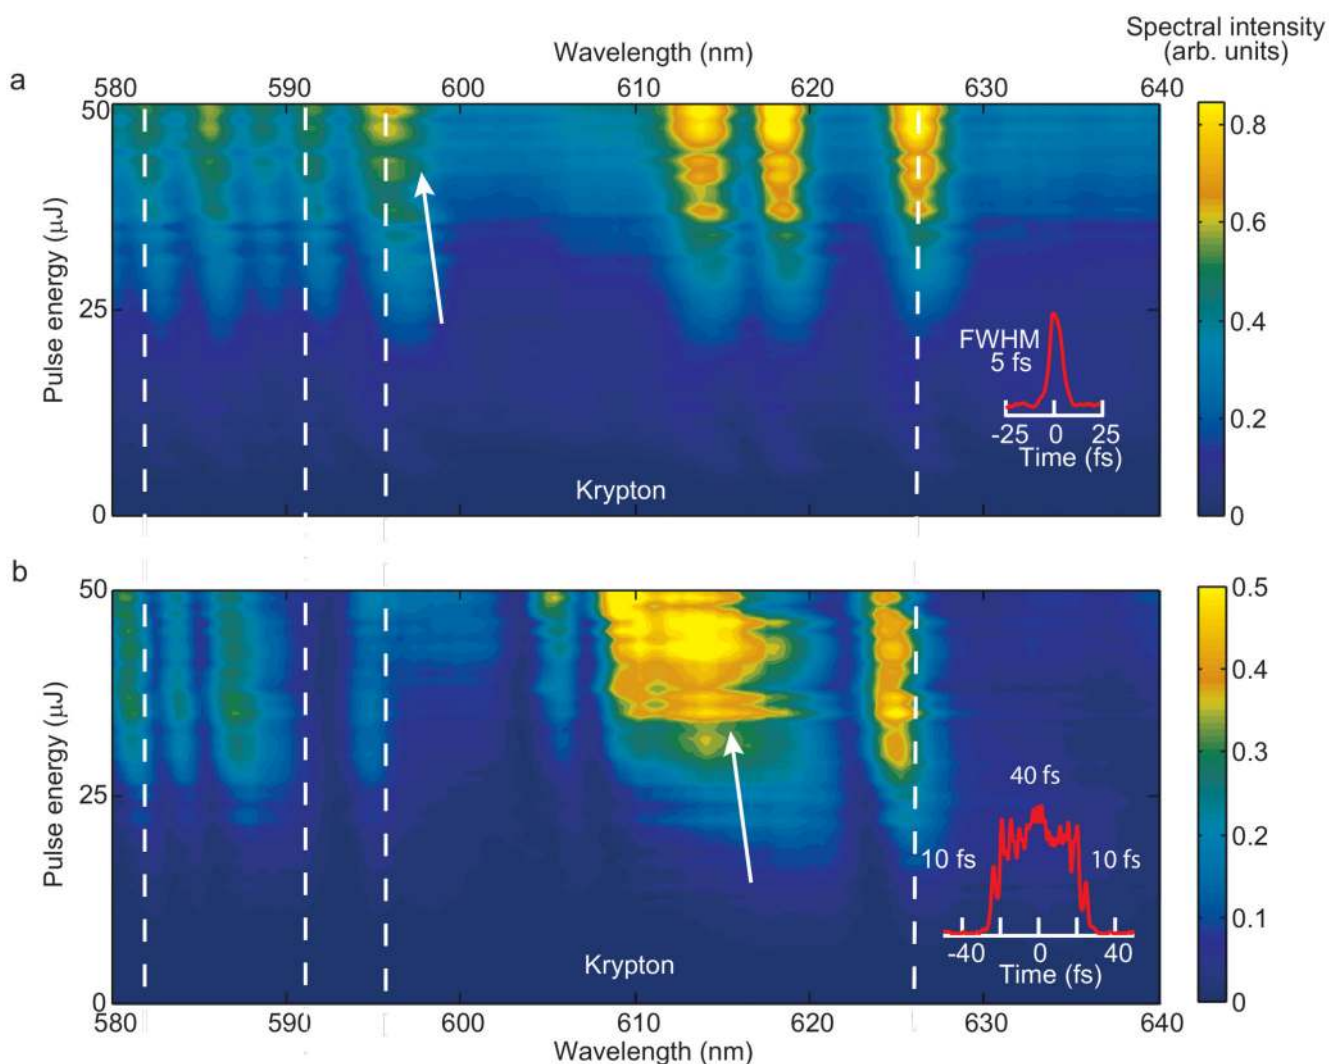 Spectral intensity
(arb. units)
Wavelength (nm)
a
580 590 600 610 620 630 640
50
25
0
Pulse energy (µJ)
FWHM
5 fs
-25 0 25
Time (fs)
Krypton
0.8
0.6
0.4
0.2
0
b
50
25
0
Pulse energy (µJ)
40 fs
10 fs 10 fs
-40 0 40
Time (fs)
Krypton
0.5
0.4
0.3
0.2
0.1
0
580 590 600 610 620 630 640
Wavelength (nm)